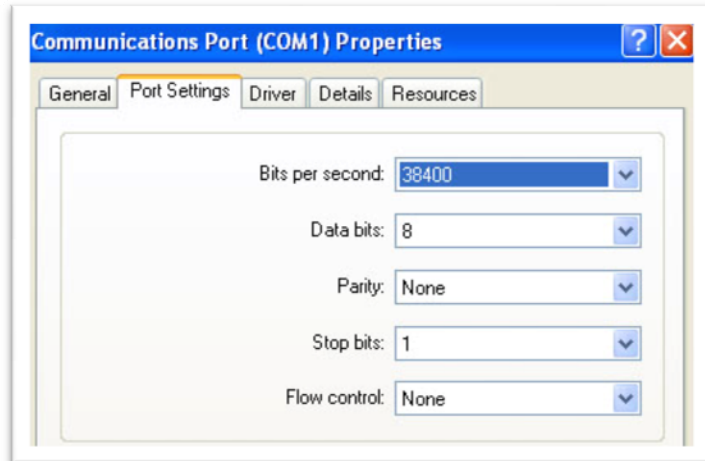 Communications Port (COM1) Properties
General Port Settings Driver Details Resources
Bits per second: 38400
Data bits: 8
Parity: None
Stop bits: 1
Flow control: None